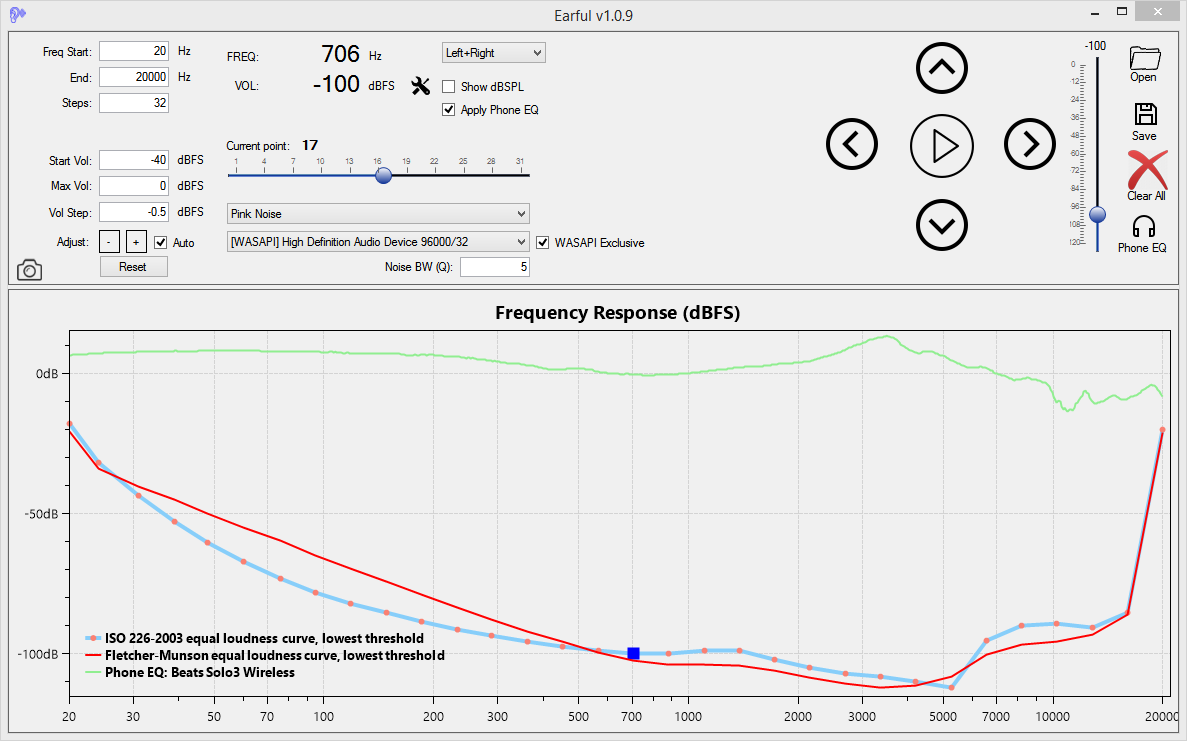 Earful v1.0.9
Freq Start: 20 Hz
End: 20000 Hz
Steps: 32
Start Vol: -40 dBFS
Max Vol: 0 dBFS
Vol Step: -0.5 dBFS
Adjust: - + Auto
Reset
FREQ: 706 Hz
VOL: -100 dBFS
Left+Right
Show dBSPL
Apply Phone EQ
Current point: 17
1 4 7 10 13 16 19 22 25 28 31
Pink Noise
[WASAPI] High Definition Audio Device 96000/32
WASAPI Exclusive
Noise BW (Q): 5
-100
0
-12
-24
-36
-48
-60
-72
-84
-96
-108
-120
Open
Save
Clear All
Phone EQ
Frequency Response (dBFS)
0dB
-50dB
-100dB
ISO 226-2003 equal loudness curve, lowest threshold
Fletcher-Munson equal loudness curve, lowest threshold
Phone EQ: Beats Solo3 Wireless
20 30 50 70 100 200 300 500 700 1000 2000 3000 5000 7000 10000 20000